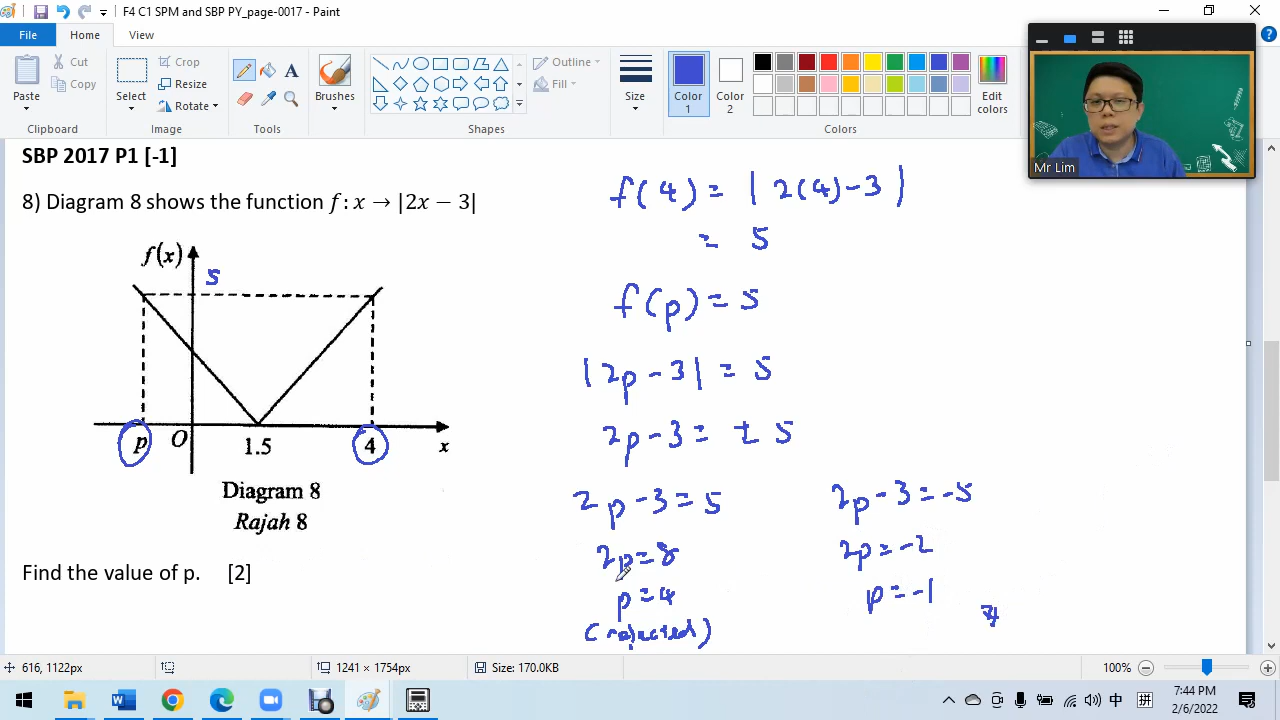 F4 C1 SPM and SBP PY_page-0017 - Paint
File
Home
View
Paste
Cut
Copy
Clipboard
Select
Crop
Resize
Rotate
Image
A
Tools
Brushes
Outline
Fill
Shapes
Size
Color 1
Color 2
Edit colors
Colors
Mr Lim
SBP 2017 P1 [-1]
8) Diagram 8 shows the function f : x → |2x − 3|
f(x)
5
p
O
1.5
4
x
Diagram 8
Rajah 8
Find the value of p. [2]
f(4) = |2(4)-3|
= 5
f(p) = 5
|2p - 3| = 5
2p - 3 = ± 5
2p - 3 = 5
2p = 8
p = 4
(rejected)
2p - 3 = -5
2p = -2
p = -1
616, 1122px
1241 × 1754px
Size: 170.0KB
100%
中
拼
7:44 PM
2/6/2022